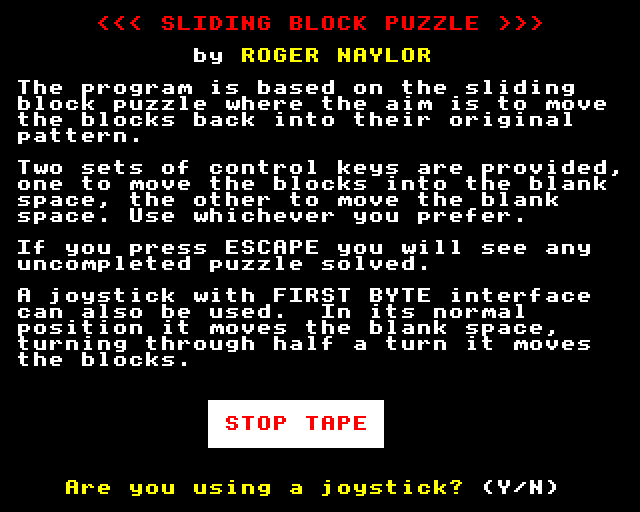 <<< SLIDING BLOCK PUZZLE >>>
by ROGER NAYLOR
The program is based on the sliding
block puzzle where the aim is to move
the blocks back into their original
pattern.
Two sets of control keys are provided,
one to move the blocks into the blank
space, the other to move the blank
space. Use whichever you prefer.
If you press ESCAPE you will see any
uncompleted puzzle solved.
A joystick with FIRST BYTE interface
can also be used.  In its normal
position it moves the blank space,
turning through half a turn it moves
the blocks.
STOP TAPE
Are you using a joystick? (Y/N)